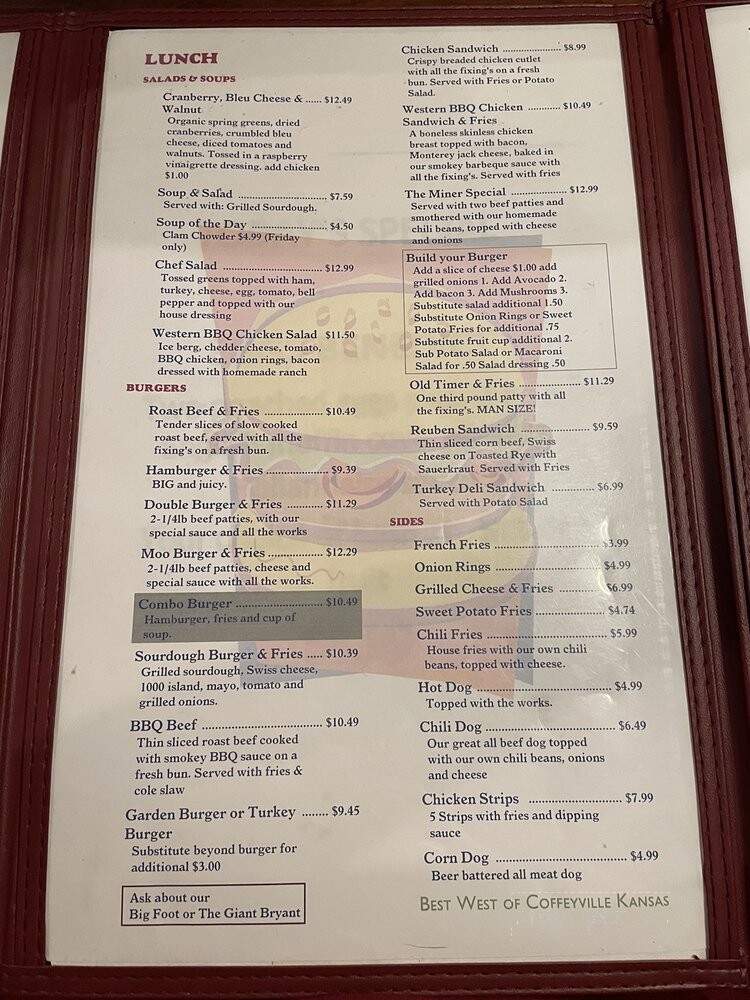 LUNCH
SALADS & SOUPS
Cranberry, Bleu Cheese & ...... $12.49
Walnut
Organic spring greens, dried
cranberries, crumbled bleu
cheese, diced tomatoes and
walnuts. Tossed in a raspberry
vinaigrette dressing. add chicken
$1.00
Soup & Salad ............................ $7.59
Served with: Grilled Sourdough.
Soup of the Day ......................... $4.50
Clam Chowder $4.99 (Friday
only)
Chef Salad ................................ $12.99
Tossed greens topped with ham,
turkey, cheese, egg, tomato, bell
pepper and topped with our
house dressing
Western BBQ Chicken Salad $11.50
Ice berg, chedder cheese, tomato,
BBQ chicken, onion rings, bacon
dressed with homemade ranch
BURGERS
Roast Beef & Fries .................. $10.49
Tender slices of slow cooked
roast beef, served with all the
fixing's on a fresh bun.
Hamburger & Fries ................... $9.39
BIG and juicy.
Double Burger & Fries ........... $11.29
2-1/4lb beef patties, with our
special sauce and all the works
Moo Burger & Fries ................. $12.29
2-1/4lb beef patties, cheese and
special sauce with all the works.
Combo Burger .......................... $10.49
Hamburger, fries and cup of
soup.
Sourdough Burger & Fries ..... $10.39
Grilled sourdough, Swiss cheese,
1000 island, mayo, tomato and
grilled onions.
BBQ Beef .................................. $10.49
Thin sliced roast beef cooked
with smokey BBQ sauce on a
fresh bun. Served with fries &
cole slaw
Garden Burger or Turkey ........ $9.45
Burger
Substitute beyond burger for
additional $3.00
Ask about our
Big Foot or The Giant Bryant
Chicken Sandwich .................... $8.99
Crispy breaded chicken cutlet
with all the fixing's on a fresh
bun. Served with Fries or Potato
Salad.
Western BBQ Chicken ............ $10.49
Sandwich & Fries
A boneless skinless chicken
breast topped with bacon,
Monterey jack cheese, baked in
our smokey barbeque sauce with
all the fixing's. Served with fries
The Miner Special .................... $12.99
Served with two beef patties and
smothered with our homemade
chili beans, topped with cheese
and onions
Build your Burger
Add a slice of cheese $1.00 add
grilled onions 1. Add Avocado 2.
Add bacon 3. Add Mushrooms 3.
Substitute salad additional 1.50
Substitute Onion Rings or Sweet
Potato Fries for additional .75
Substitute fruit cup additional 2.
Sub Potato Salad or Macaroni
Salad for .50 Salad dressing .50
Old Timer & Fries .................... $11.29
One third pound patty with all
the fixing's. MAN SIZE!
Reuben Sandwich ...................... $9.59
Thin sliced corn beef, Swiss
cheese on Toasted Rye with
Sauerkraut Served with Fries
Turkey Deli Sandwich ............. $6.99
Served with Potato Salad
SIDES
French Fries ............................... $3.99
Onion Rings ............................... $4.99
Grilled Cheese & Fries ............. $6.99
Sweet Potato Fries .................... $4.74
Chili Fries .................................. $5.99
House fries with our own chili
beans, topped with cheese.
Hot Dog ...................................... $4.99
Topped with the works.
Chili Dog .................................... $6.49
Our great all beef dog topped
with our own chili beans, onions
and cheese
Chicken Strips .......................... $7.99
5 Strips with fries and dipping
sauce
Corn Dog .................................... $4.99
Beer battered all meat dog
BEST WEST OF COFFEYVILLE KANSAS